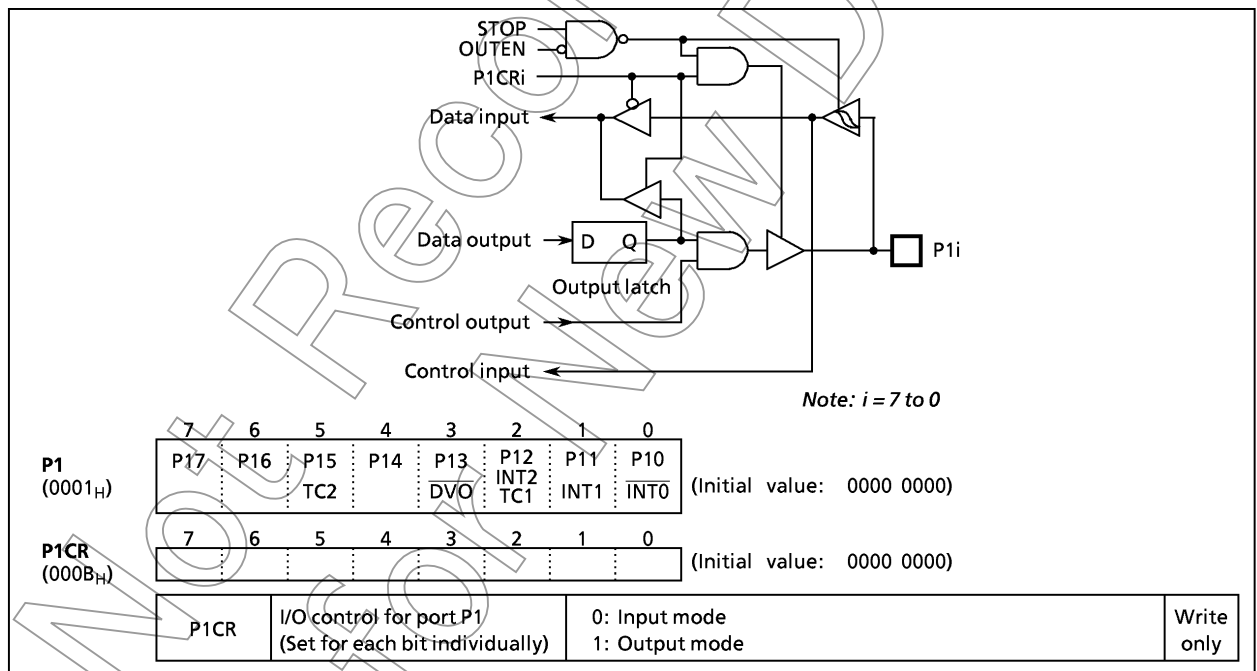 STOP
OUTEN
P1CRi
Data input
Data output
D Q
P1i
Output latch
Control output
Control input
Note: i = 7 to 0
7 6 5 4 3 2 1 0
P1
(0001H)
P17 P16 P15 P14 P13 P12 P11 P10
TC2 DVO INT2 INT1 INT0
TC1
(Initial value: 0000 0000)
7 6 5 4 3 2 1 0
P1CR
(000BH)
(Initial value: 0000 0000)
P1CR
I/O control for port P1
(Set for each bit individually)
0: Input mode
1: Output mode
Write
only
Not Reco
for New D